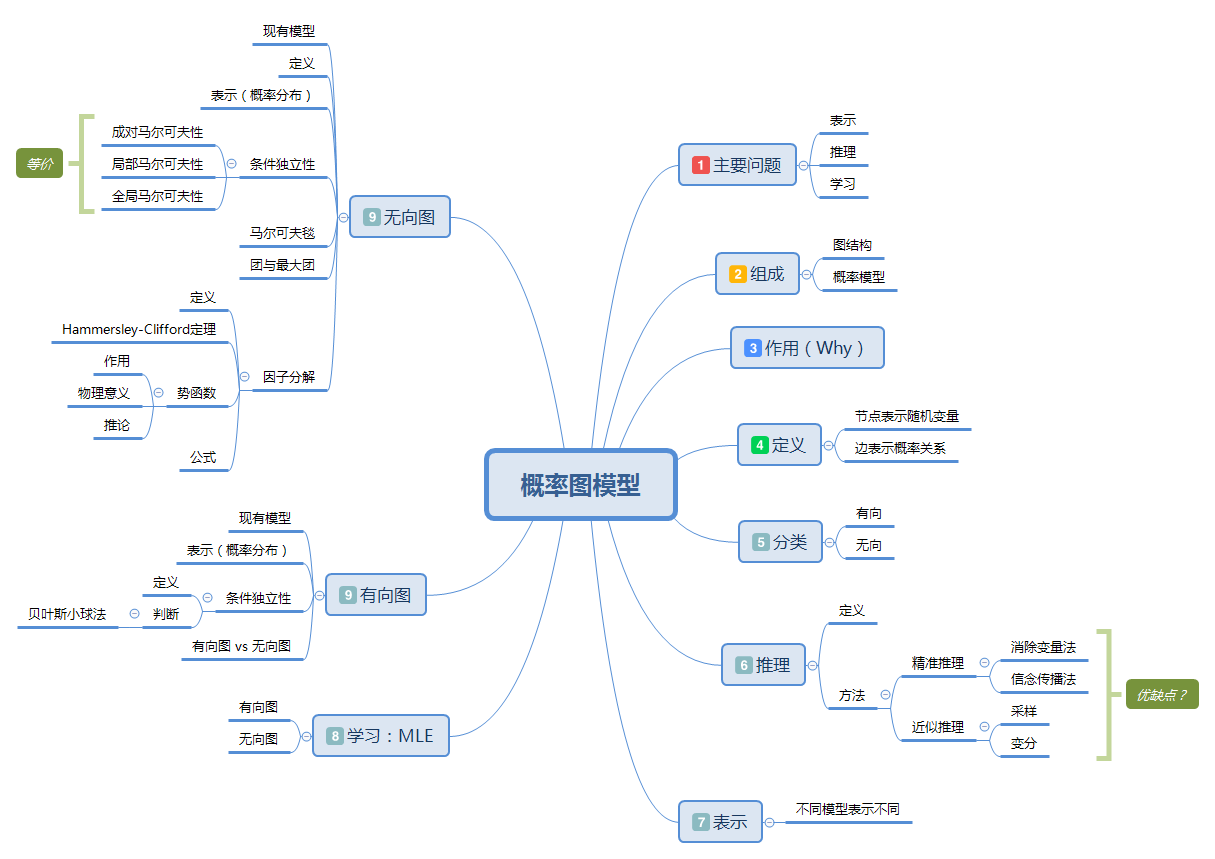 概率图模型
1 主要问题
表示
推理
学习
2 组成
图结构
概率模型
3 作用（Why）
4 定义
节点表示随机变量
边表示概率关系
5 分类
有向
无向
6 推理
定义
方法
精准推理
消除变量法
信念传播法
近似推理
采样
变分
优缺点？
7 表示
不同模型表示不同
8 学习：MLE
有向图
无向图
9 有向图
现有模型
表示（概率分布）
条件独立性
定义
判断
贝叶斯小球法
有向图 vs 无向图
9 无向图
现有模型
定义
表示（概率分布）
条件独立性
成对马尔可夫性
局部马尔可夫性
全局马尔可夫性
等价
马尔可夫毯
团与最大团
因子分解
定义
Hammersley-Clifford定理
势函数
作用
物理意义
推论
公式